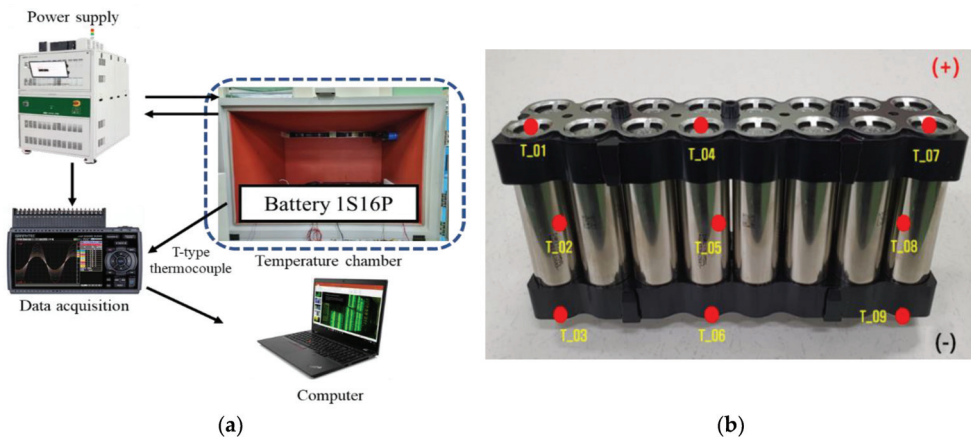 Power supply
Battery 1S16P
T-type
thermocouple
Temperature chamber
Data acquisition
Computer
(a)
(+)
T_01
T_04
T_07
T_02
T_05
T_08
T_03
T_06
T_09
(-)
(b)